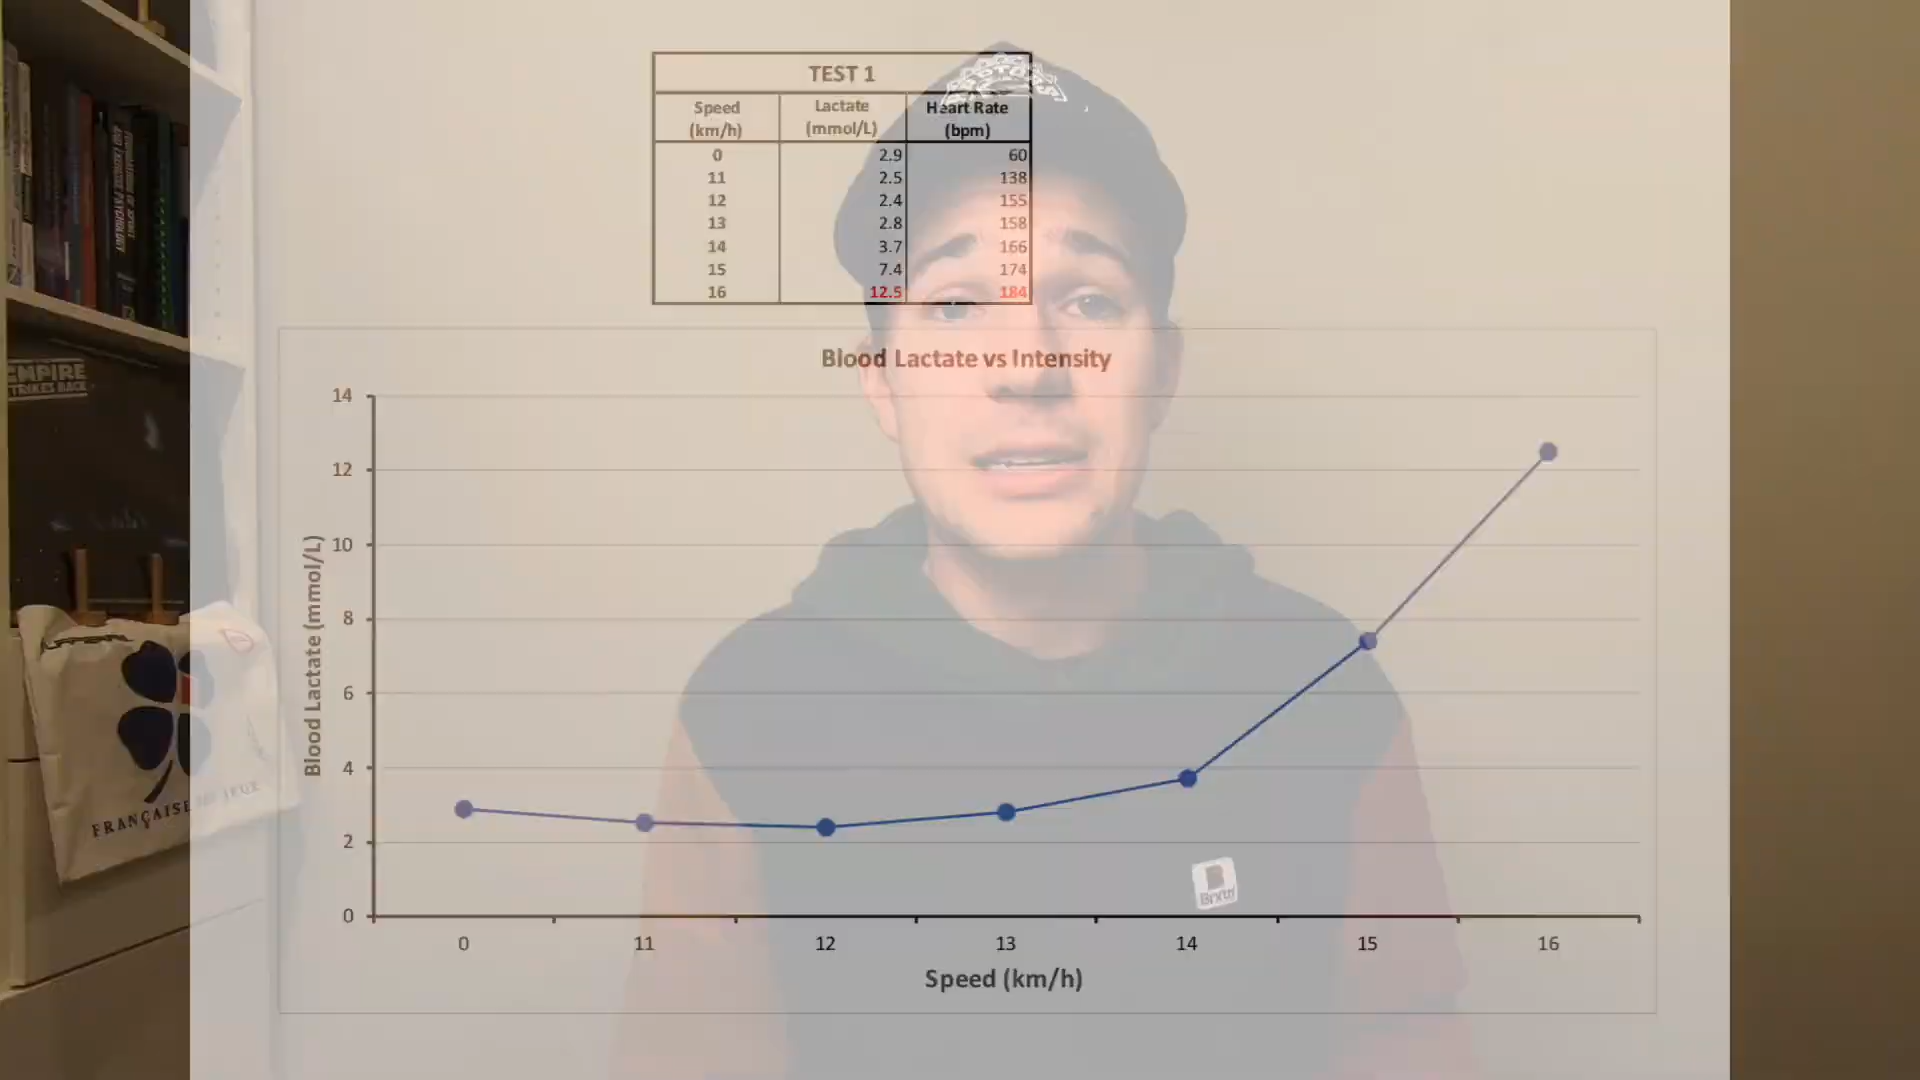 TEST 1
Speed (km/h) Lactate (mmol/L) Heart Rate (bpm)
0 2.9 60
11 2.5 138
12 2.4 155
13 2.8 158
14 3.7 166
15 7.4 174
16 12.5 184
Blood Lactate vs Intensity
14
12
10
8
6
4
2
0
Blood Lactate (mmol/L)
0 11 12 13 14 15 16
Speed (km/h)
EMPIRE
STRIKES BACK
FRANÇAISE DES JEUX
B